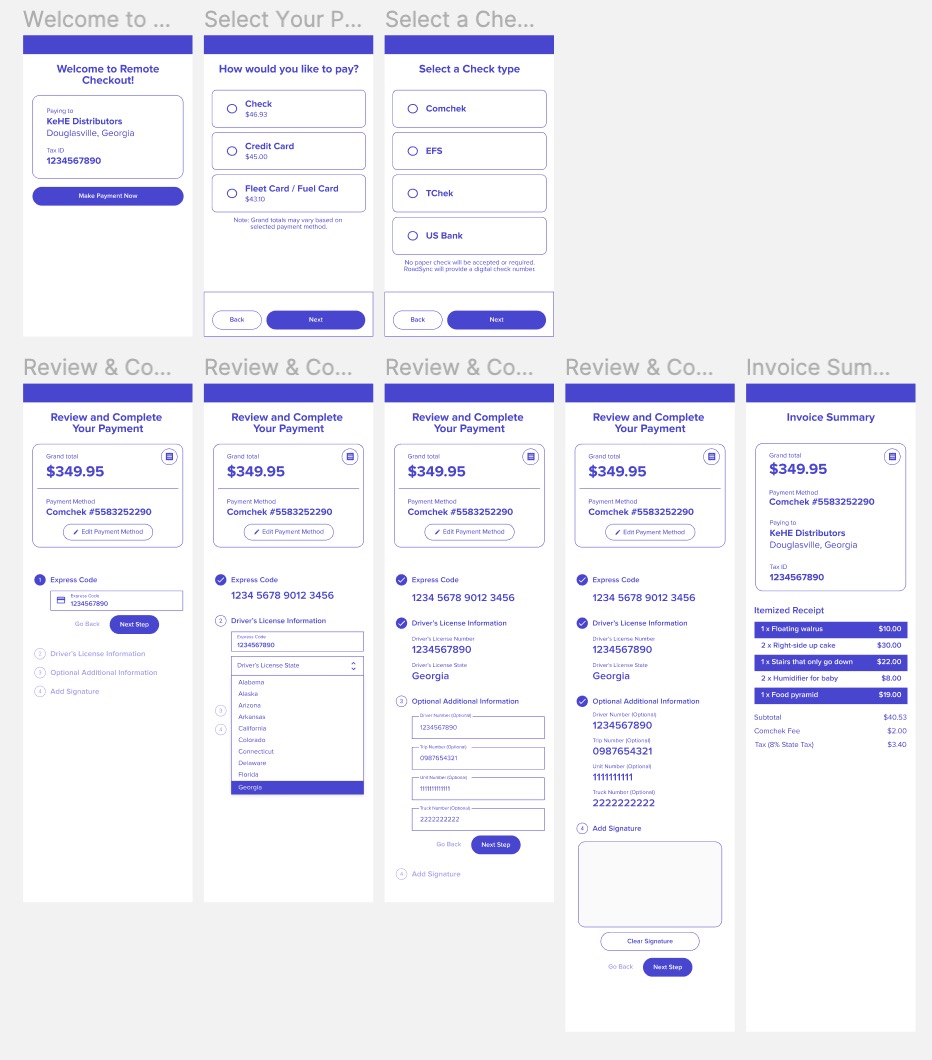 Welcome to ...
Welcome to Remote
Checkout!
Paying to
KeHE Distributors
Douglasville, Georgia
Tax ID
1234567890
Make Payment Now
Select Your P...
How would you like to pay?
Check
$46.93
Credit Card
$45.00
Fleet Card / Fuel Card
$43.10
Note: Grand totals may vary based on
selected payment method.
Back
Next
Select a Che...
Select a Check type
Comchek
EFS
TChek
US Bank
No paper check will be accepted or required.
RoadSync will provide a digital check number.
Back
Next
Review & Co...
Review and Complete
Your Payment
Grand total
$349.95
Payment Method
Comchek #5583252290
Edit Payment Method
1
Express Code
Express Code
1234567890
Go Back
Next Step
2
Driver's License Information
3
Optional Additional Information
4
Add Signature
Review & Co...
Review and Complete
Your Payment
Grand total
$349.95
Payment Method
Comchek #5583252290
Edit Payment Method
Express Code
1234 5678 9012 3456
2
Driver's License Information
Express Code
1234567890
Driver's License State
Alabama
Alaska
Arizona
Arkansas
California
Colorado
Connecticut
Delaware
Florida
Georgia
3
4
Review & Co...
Review and Complete
Your Payment
Grand total
$349.95
Payment Method
Comchek #5583252290
Edit Payment Method
Express Code
1234 5678 9012 3456
Driver's License Information
Driver's License Number
1234567890
Driver's License State
Georgia
3
Optional Additional Information
Driver Number (Optional)
1234567890
Trip Number (Optional)
0987654321
Unit Number (Optional)
111111111111
Truck Number (Optional)
2222222222
Go Back
Next Step
4
Add Signature
Review & Co...
Review and Complete
Your Payment
Grand total
$349.95
Payment Method
Comchek #5583252290
Edit Payment Method
Express Code
1234 5678 9012 3456
Driver's License Information
Driver's License Number
1234567890
Driver's License State
Georgia
Optional Additional Information
Driver Number (Optional)
1234567890
Trip Number (Optional)
0987654321
Unit Number (Optional)
1111111111
Truck Number (Optional)
2222222222
4
Add Signature
Clear Signature
Go Back
Next Step
Invoice Sum...
Invoice Summary
Grand total
$349.95
Payment Method
Comchek #5583252290
Paying to
KeHE Distributors
Douglasville, Georgia
Tax ID
1234567890
Itemized Receipt
1 x Floating walrus $10.00
2 x Right-side up cake $30.00
1 x Stairs that only go down $22.00
2 x Humidifier for baby $8.00
1 x Food pyramid $19.00
Subtotal $40.53
Comchek Fee $2.00
Tax (8% State Tax) $3.40